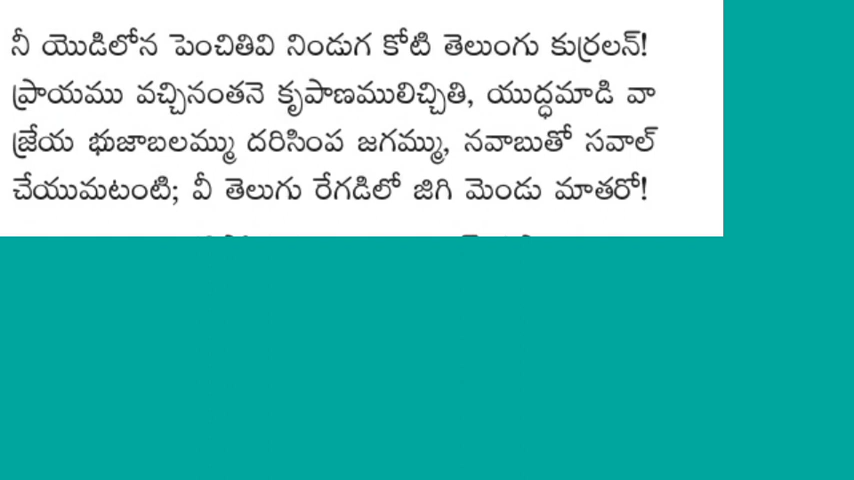 నీ యొడిలోన పెంచితివి నిండుగ కోటి తెలుంగు కుర్రలన్!
ప్రాయము వచ్చినంతనె కృపాణములిచ్చితి, యుద్ధమాడి వా
జ్రేయ భుజాబలమ్ము దరిసింప జగమ్ము, నవాబుతో సవాల్
చేయుమటంటి; వీ తెలుగు రేగడిలో జిగి మెండు మాతరో!